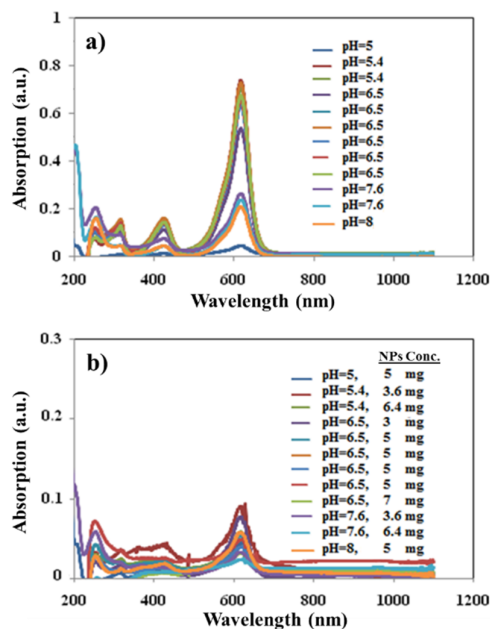 a)
1
0.8
0.6
0.4
0.2
0
Absorption (a.u.)
pH=5
pH=5.4
pH=5.4
pH=6.5
pH=6.5
pH=6.5
pH=6.5
pH=6.5
pH=6.5
pH=7.6
pH=7.6
pH=8
200 400 600 800 1000 1200
Wavelength (nm)
b)
0.3
0.2
0.1
0
Absorption (a.u.)
NPs Conc.
pH=5, 5 mg
pH=5.4, 3.6 mg
pH=5.4, 6.4 mg
pH=6.5, 3 mg
pH=6.5, 5 mg
pH=6.5, 5 mg
pH=6.5, 5 mg
pH=6.5, 5 mg
pH=6.5, 7 mg
pH=7.6, 3.6 mg
pH=7.6, 6.4 mg
pH=8, 5 mg
200 400 600 800 1000 1200
Wavelength (nm)